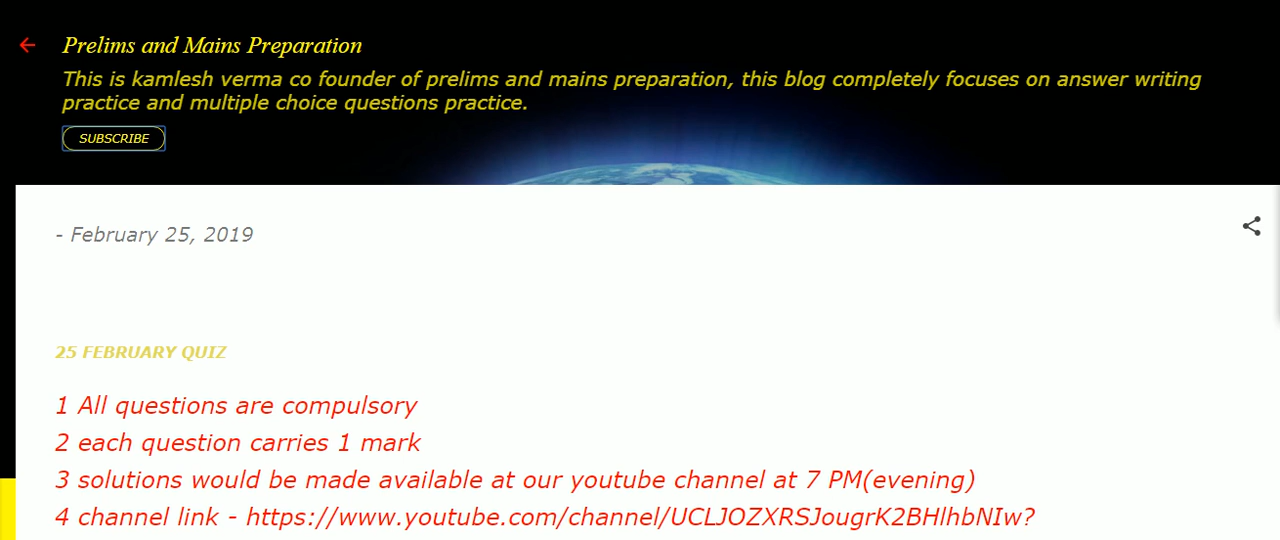 Prelims and Mains Preparation
This is kamlesh verma co founder of prelims and mains preparation, this blog completely focuses on answer writing
practice and multiple choice questions practice.
SUBSCRIBE
- February 25, 2019
25 FEBRUARY QUIZ
1 All questions are compulsory
2 each question carries 1 mark
3 solutions would be made available at our youtube channel at 7 PM(evening)
4 channel link - https://www.youtube.com/channel/UCLJOZXRSJougrK2BHlhbNIw?